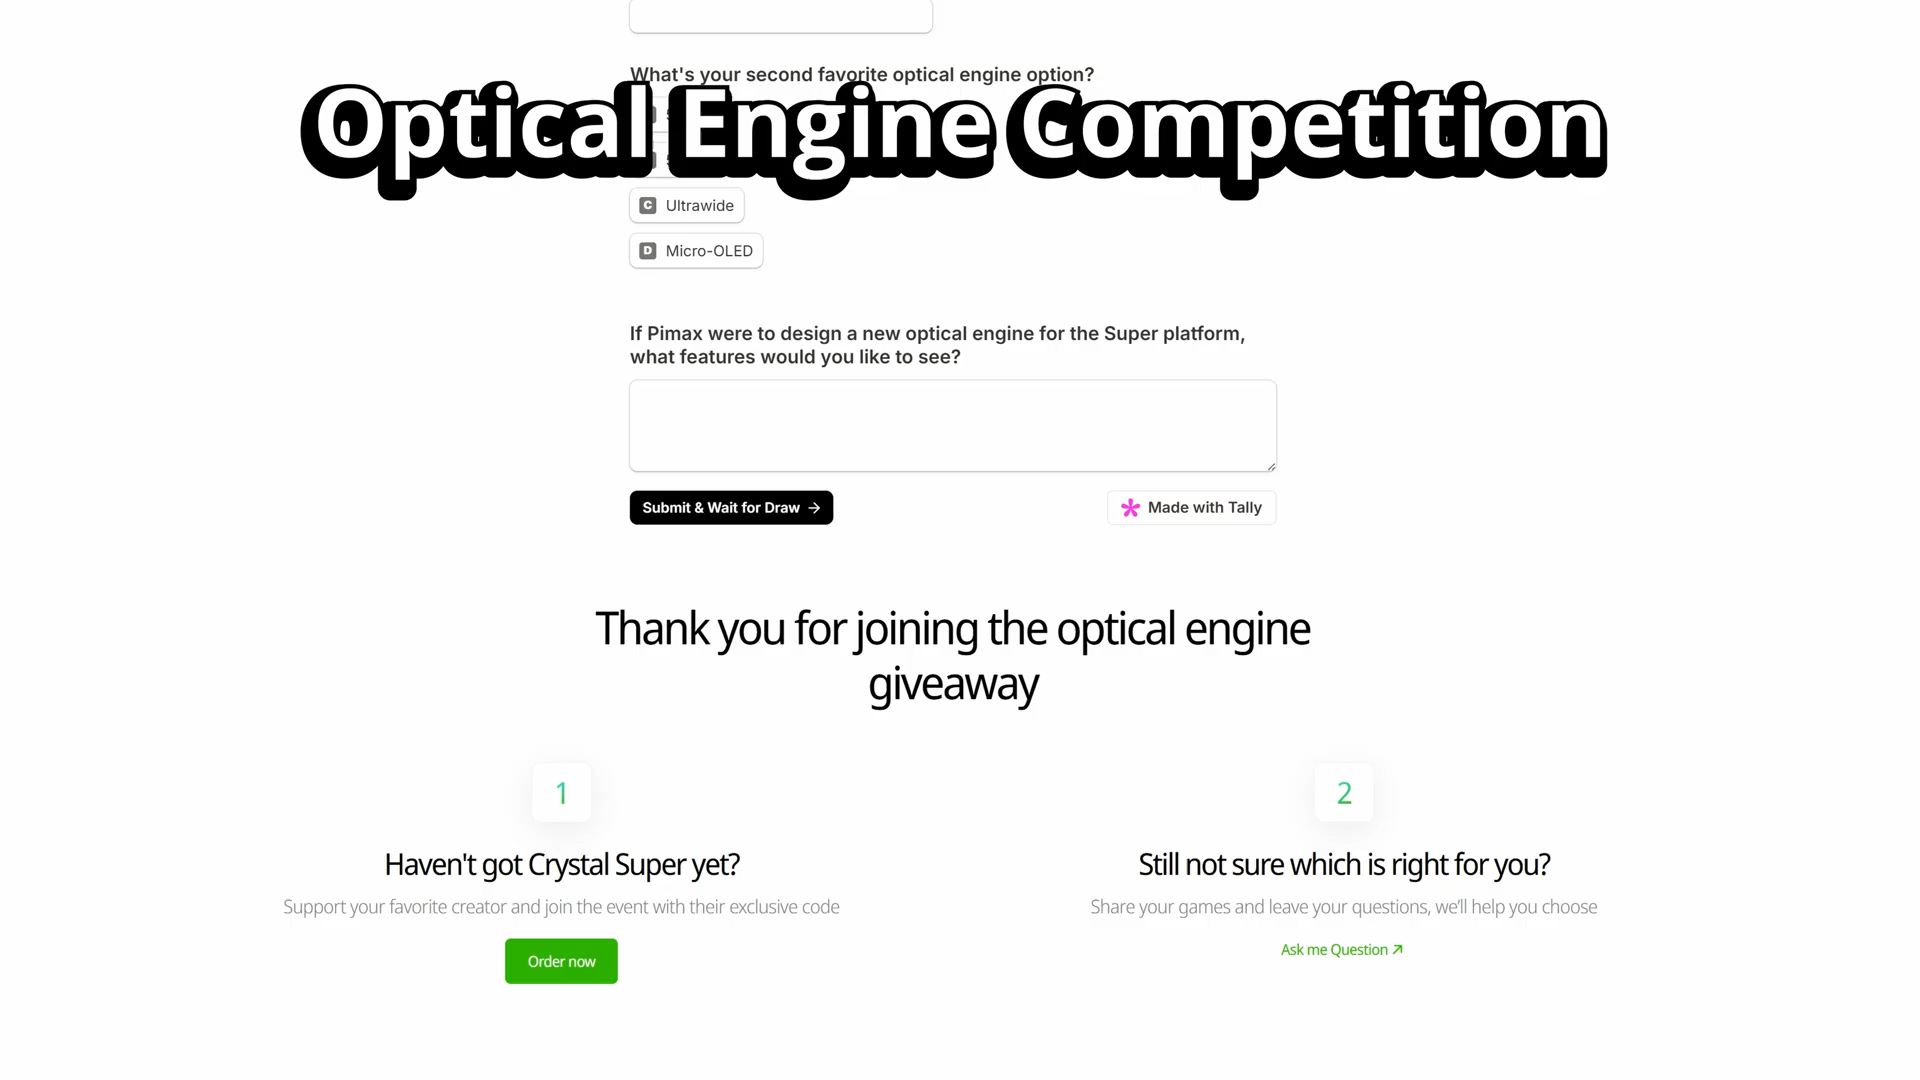 What's your second favorite optical engine option?
Optical Engine Competition
C Ultrawide
D Micro-OLED
If Pimax were to design a new optical engine for the Super platform,
what features would you like to see?
Submit & Wait for Draw →
Made with Tally
Thank you for joining the optical engine
giveaway
1
Haven't got Crystal Super yet?
Support your favorite creator and join the event with their exclusive code
Order now
2
Still not sure which is right for you?
Share your games and leave your questions, we'll help you choose
Ask me Question ↗